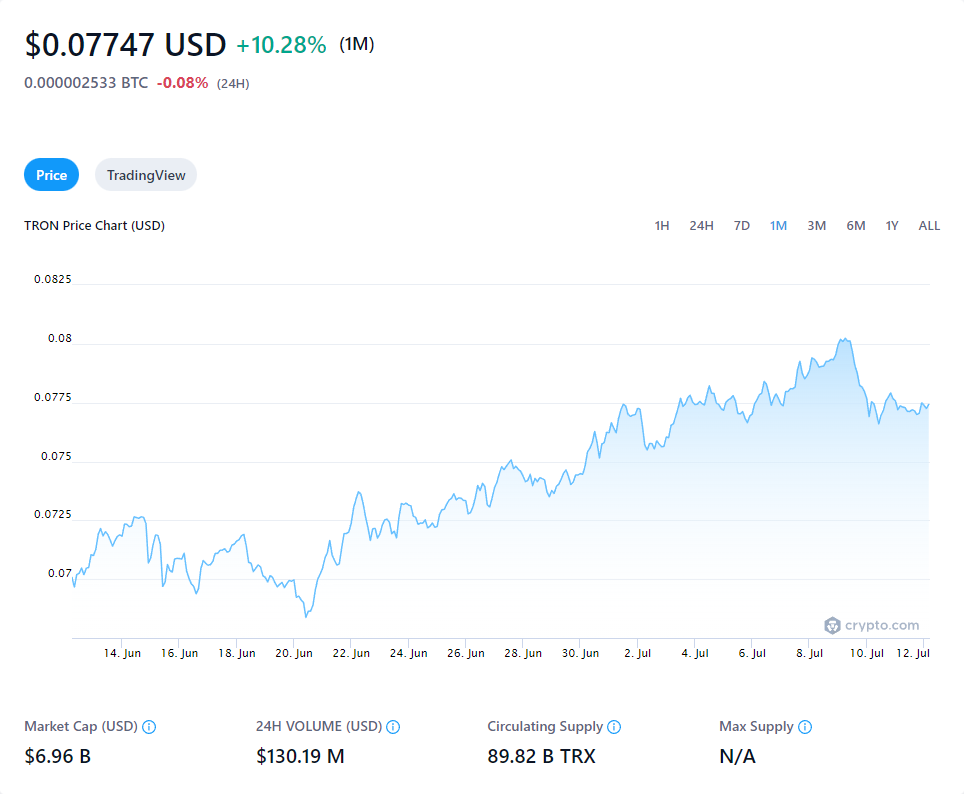 $0.07747 USD +10.28% (1M)
0.000002533 BTC -0.08% (24H)
Price TradingView
TRON Price Chart (USD) 1H 24H 7D 1M 3M 6M 1Y ALL
0.0825
0.08
0.0775
0.075
0.0725
0.07
crypto.com
14. Jun 16. Jun 18. Jun 20. Jun 22. Jun 24. Jun 26. Jun 28. Jun 30. Jun 2. Jul 4. Jul 6. Jul 8. Jul 10. Jul 12. Jul
Market Cap (USD) 24H VOLUME (USD) Circulating Supply Max Supply
$6.96 B $130.19 M 89.82 B TRX N/A